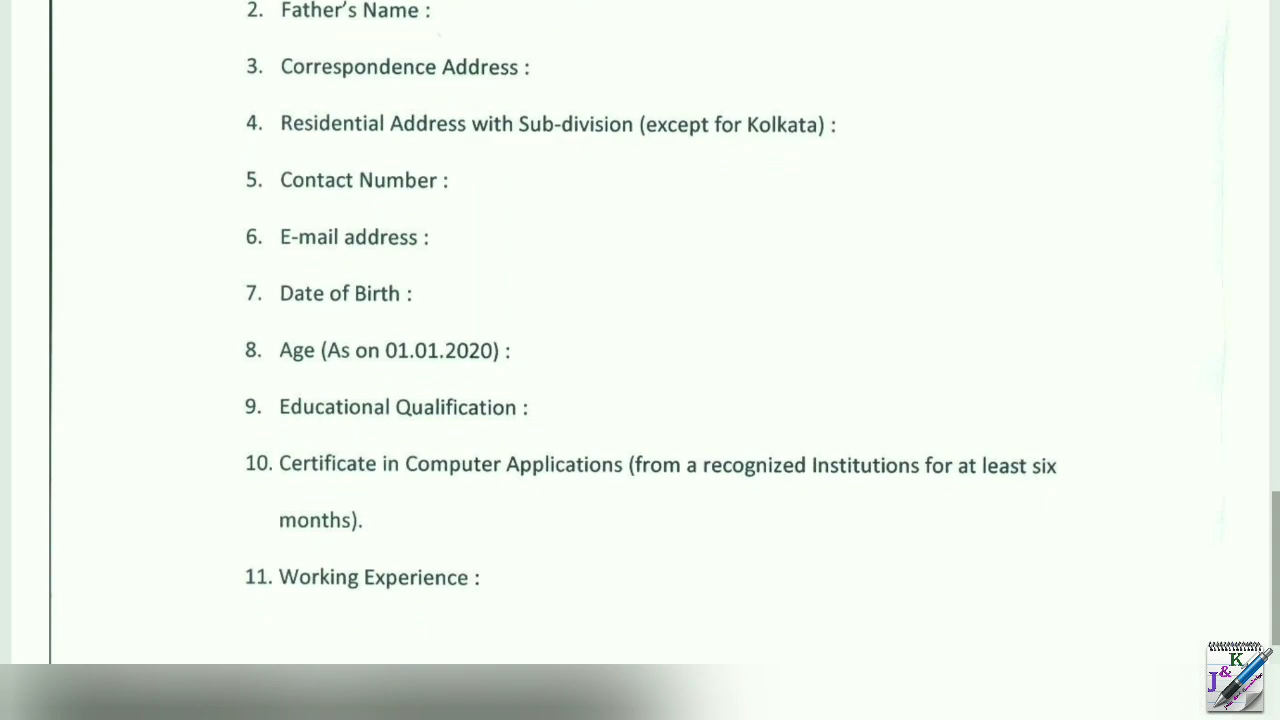 2. Father's Name :
3. Correspondence Address :
4. Residential Address with Sub-division (except for Kolkata) :
5. Contact Number :
6. E-mail address :
7. Date of Birth :
8. Age (As on 01.01.2020) :
9. Educational Qualification :
10. Certificate in Computer Applications (from a recognized Institutions for at least six
months).
11. Working Experience :
J&K